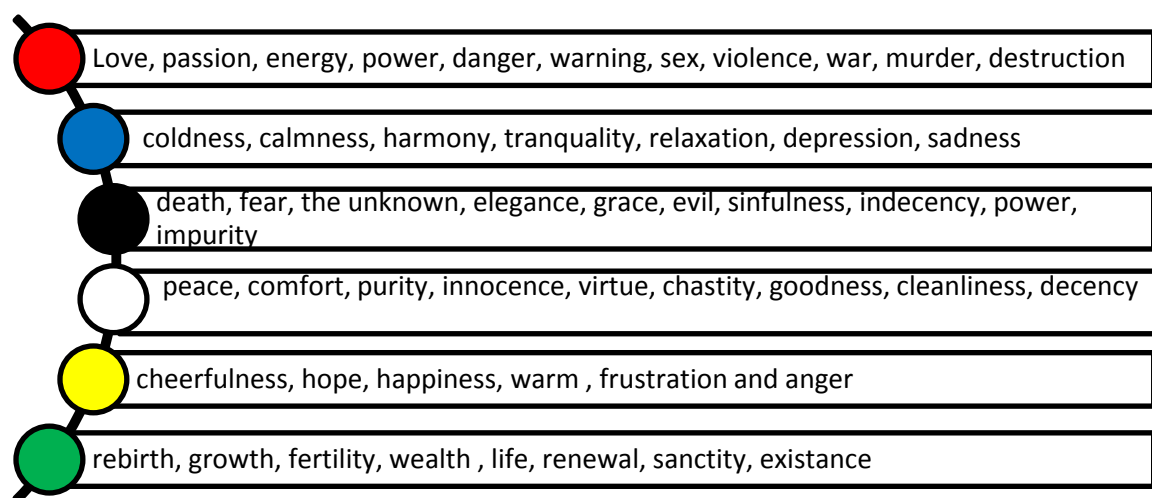 Love, passion, energy, power, danger, warning, sex, violence, war, murder, destruction
coldness, calmness, harmony, tranquality, relaxation, depression, sadness
death, fear, the unknown, elegance, grace, evil, sinfulness, indecency, power,
impurity
peace, comfort, purity, innocence, virtue, chastity, goodness, cleanliness, decency
cheerfulness, hope, happiness, warm , frustration and anger
rebirth, growth, fertility, wealth , life, renewal, sanctity, existance